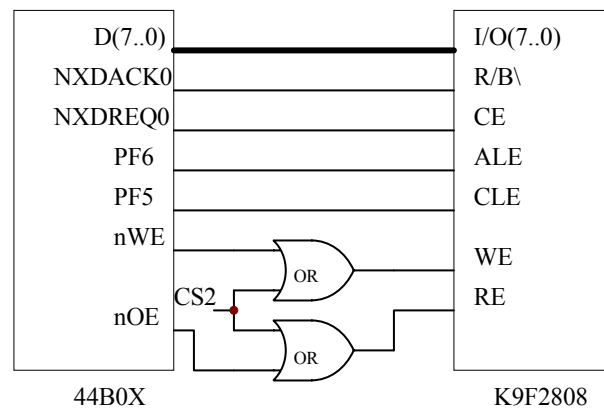 D(7..0) I/O(7..0)
NXDACK0 R/B\
NXDREQ0 CE
PF6 ALE
PF5 CLE
nWE WE
OR
CS2 RE
nOE
OR
44B0X K9F2808